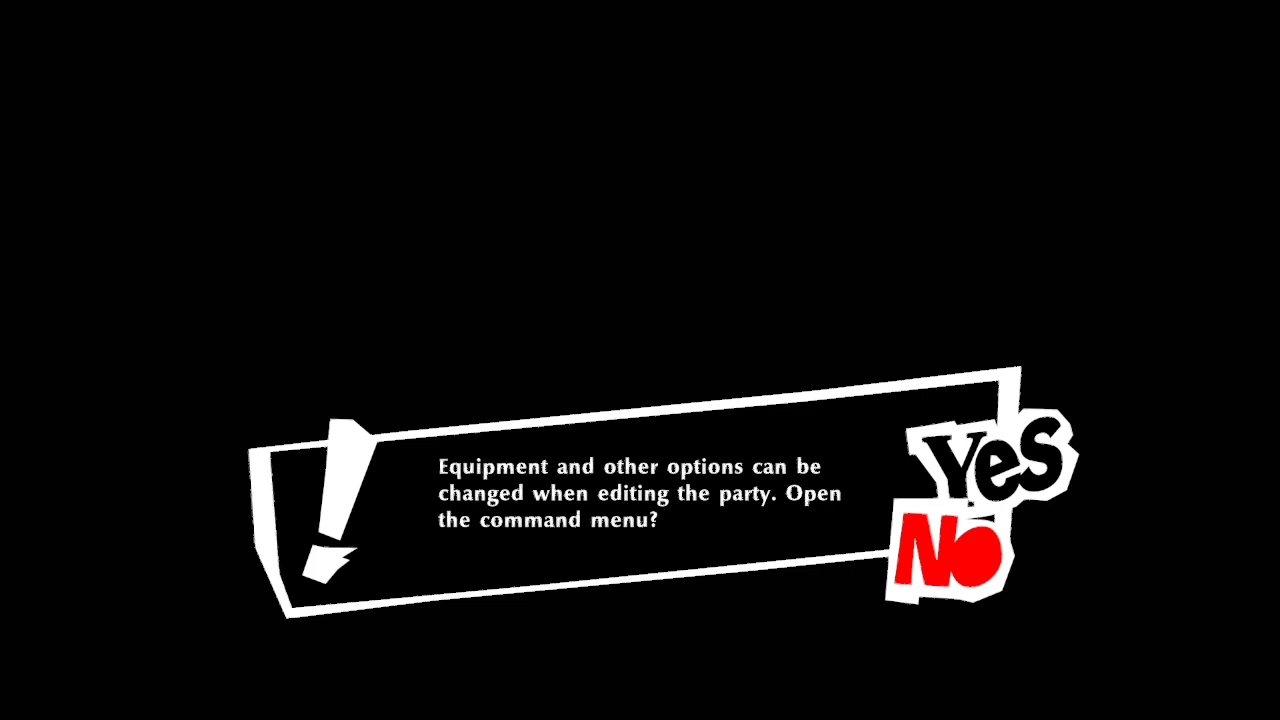 Equipment and other options can be
changed when editing the party. Open
the command menu?
Yes
No